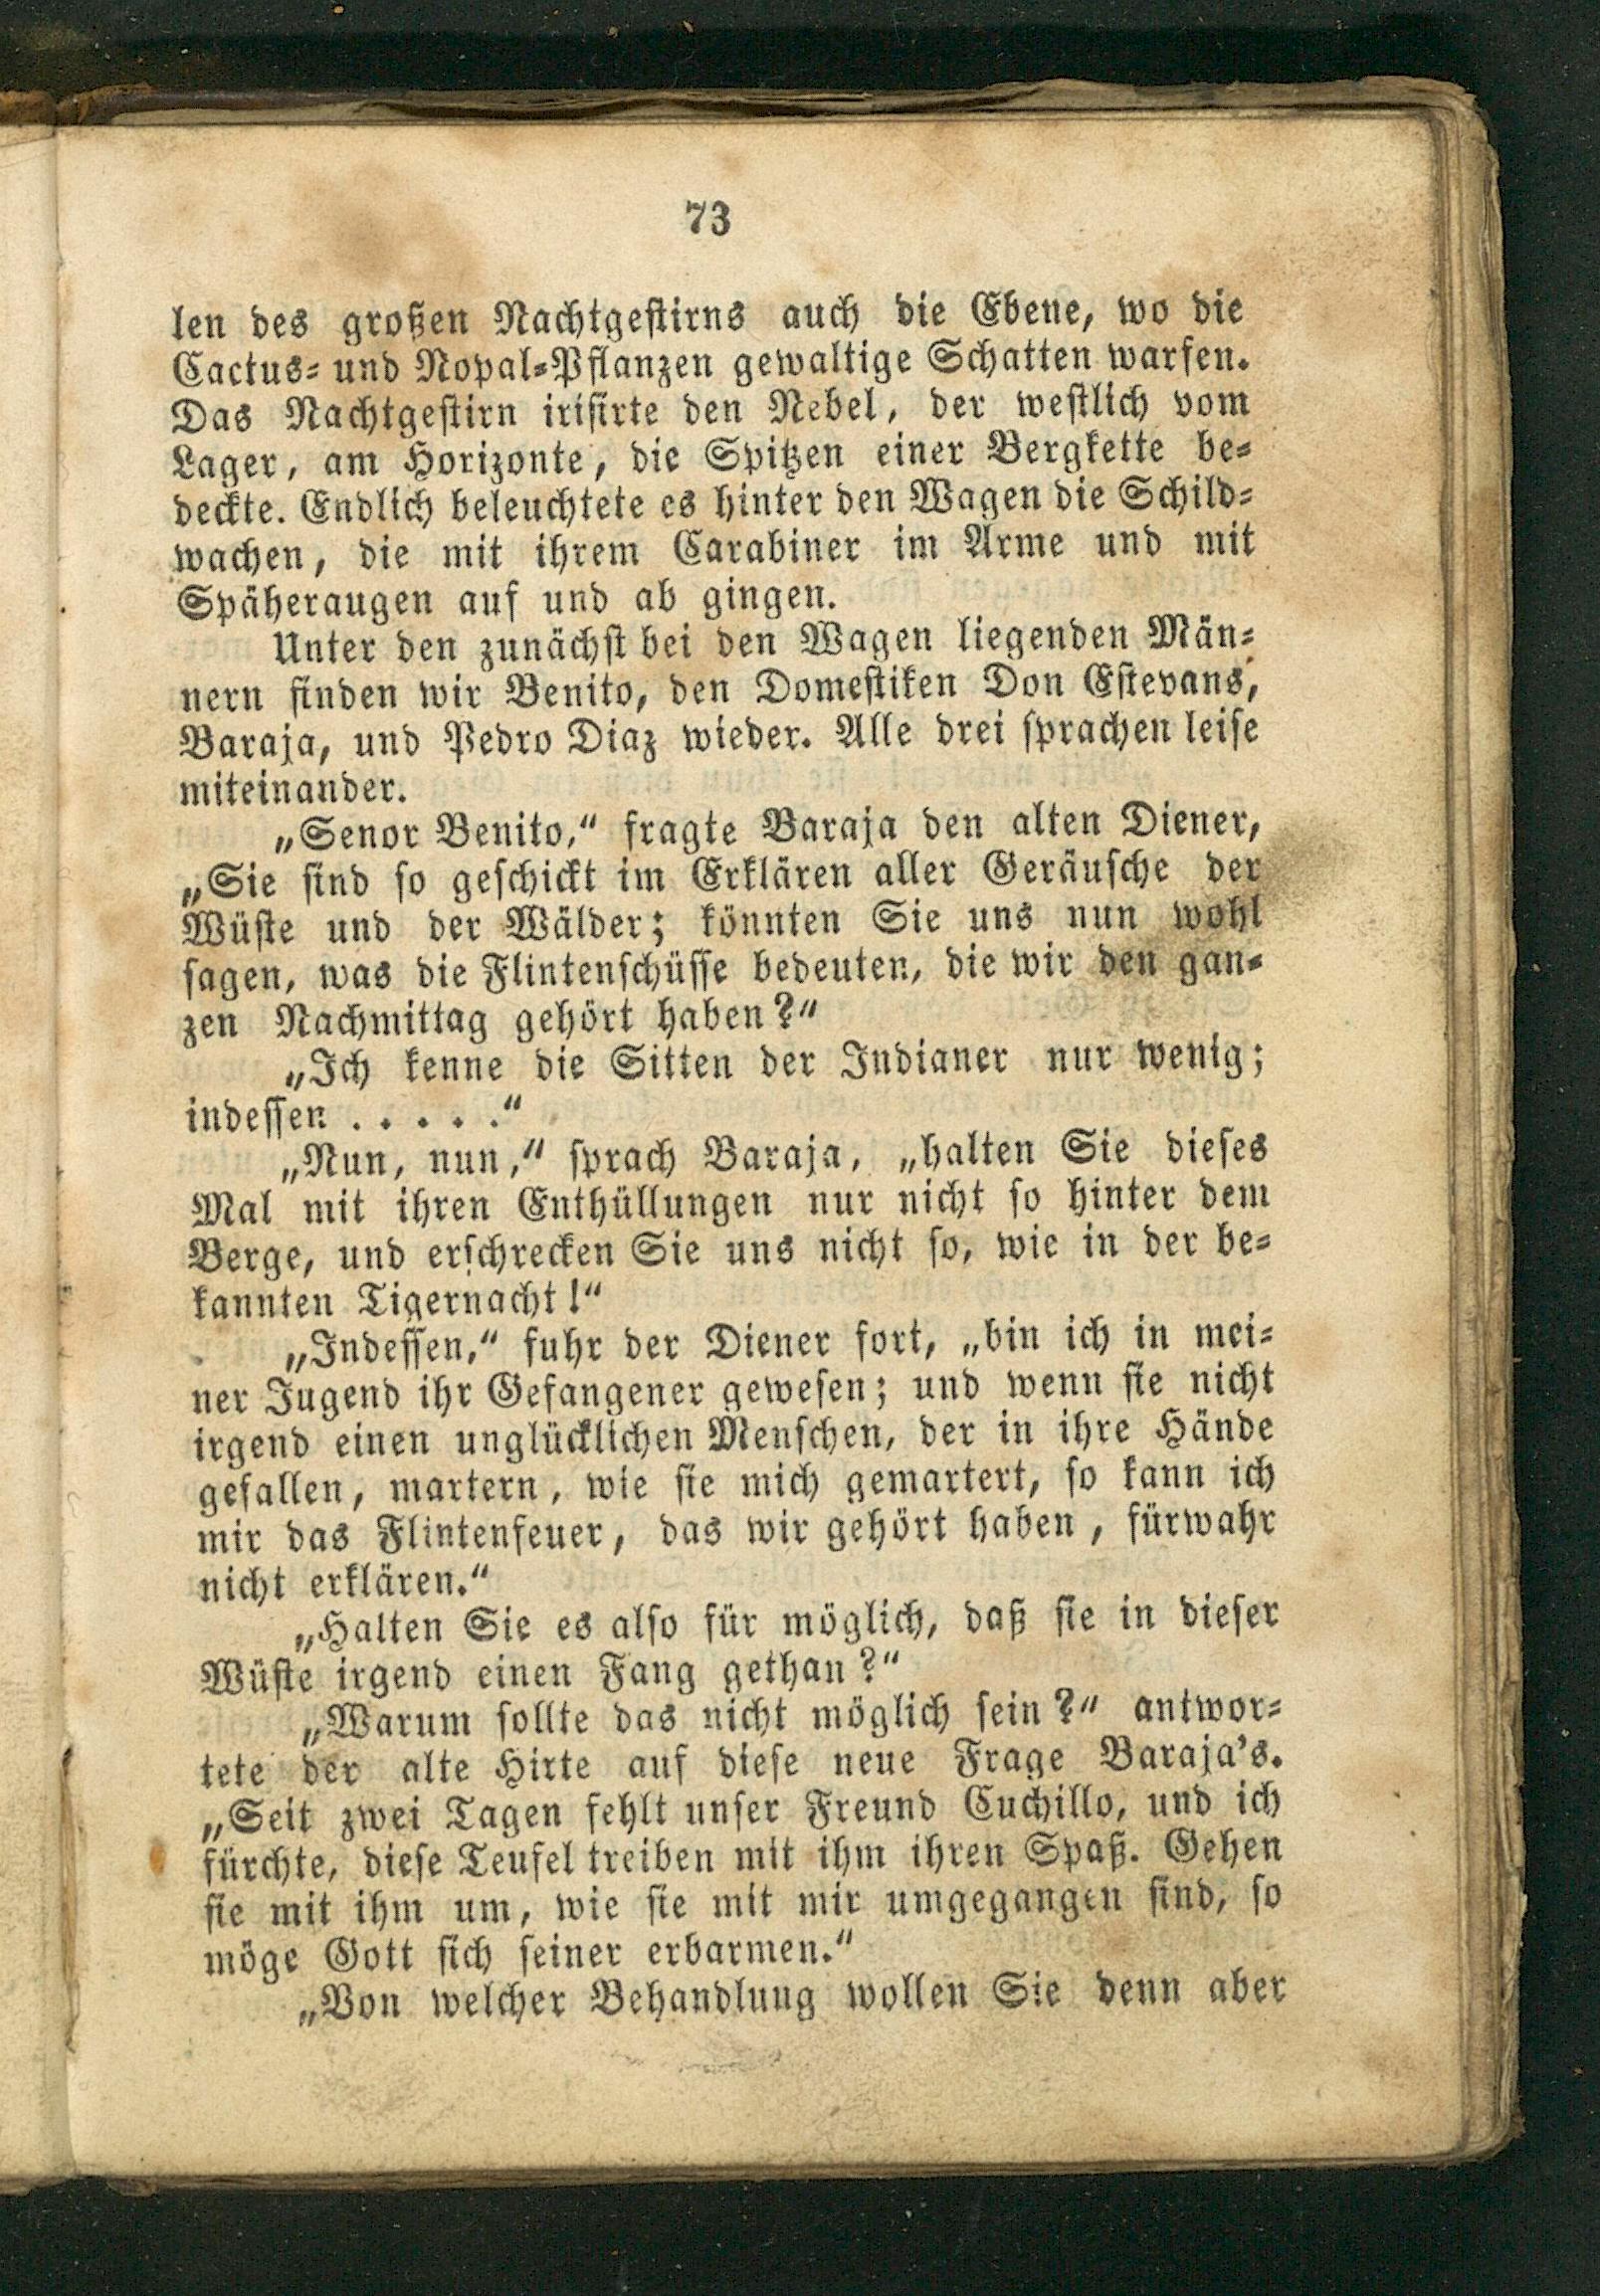 73
len des großen Nachtgestirns auch die Ebene, wo die
Cactus- und Nopal-Pflanzen gewaltige Schatten warfen.
Das Nachtgestirn irisirte den Nebel, der westlich vom
Lager, am Horizonte, die Spitzen einer Bergkette be-
deckte. Endlich beleuchtete es hinter den Wagen die Schild-
wachen, die mit ihrem Carabiner im Arme und mit
Späheraugen auf und ab gingen.
Unter den zunächst bei den Wagen liegenden Män-
nern finden wir Benito, den Domestiken Don Estevans,
Baraja, und Pedro Diaz wieder. Alle drei sprachen leise
miteinander.
„Senor Benito,“ fragte Baraja den alten Diener,
„Sie sind so geschickt im Erklären aller Geräusche der
Wüste und der Wälder; könnten Sie uns nun wohl
sagen, was die Flintenschüsse bedeuten, die wir den gan-
zen Nachmittag gehört haben?“
„Ich kenne die Sitten der Indianer nur wenig;
indessen . . . . .“
„Nun, nun,“ sprach Baraja, „halten Sie dieses
Mal mit ihren Enthüllungen nur nicht so hinter dem
Berge, und erschrecken Sie uns nicht so, wie in der be-
kannten Tigernacht!“
„Indessen,“ fuhr der Diener fort, „bin ich in mei-
ner Jugend ihr Gefangener gewesen; und wenn sie nicht
irgend einen unglücklichen Menschen, der in ihre Hände
gefallen, martern, wie sie mich gemartert, so kann ich
mir das Flintenfeuer, das wir gehört haben, fürwahr
nicht erklären.“
„Halten Sie es also für möglich, daß sie in dieser
Wüste irgend einen Fang gethan?“
„Warum sollte das nicht möglich sein?“ antwor-
tete der alte Hirte auf diese neue Frage Baraja's.
„Seit zwei Tagen fehlt unser Freund Cuchillo, und ich
fürchte, diese Teufel treiben mit ihm ihren Spaß. Gehen
sie mit ihm um, wie sie mit mir umgegangen sind, so
möge Gott sich seiner erbarmen.“
„Von welcher Behandlung wollen Sie denn aber